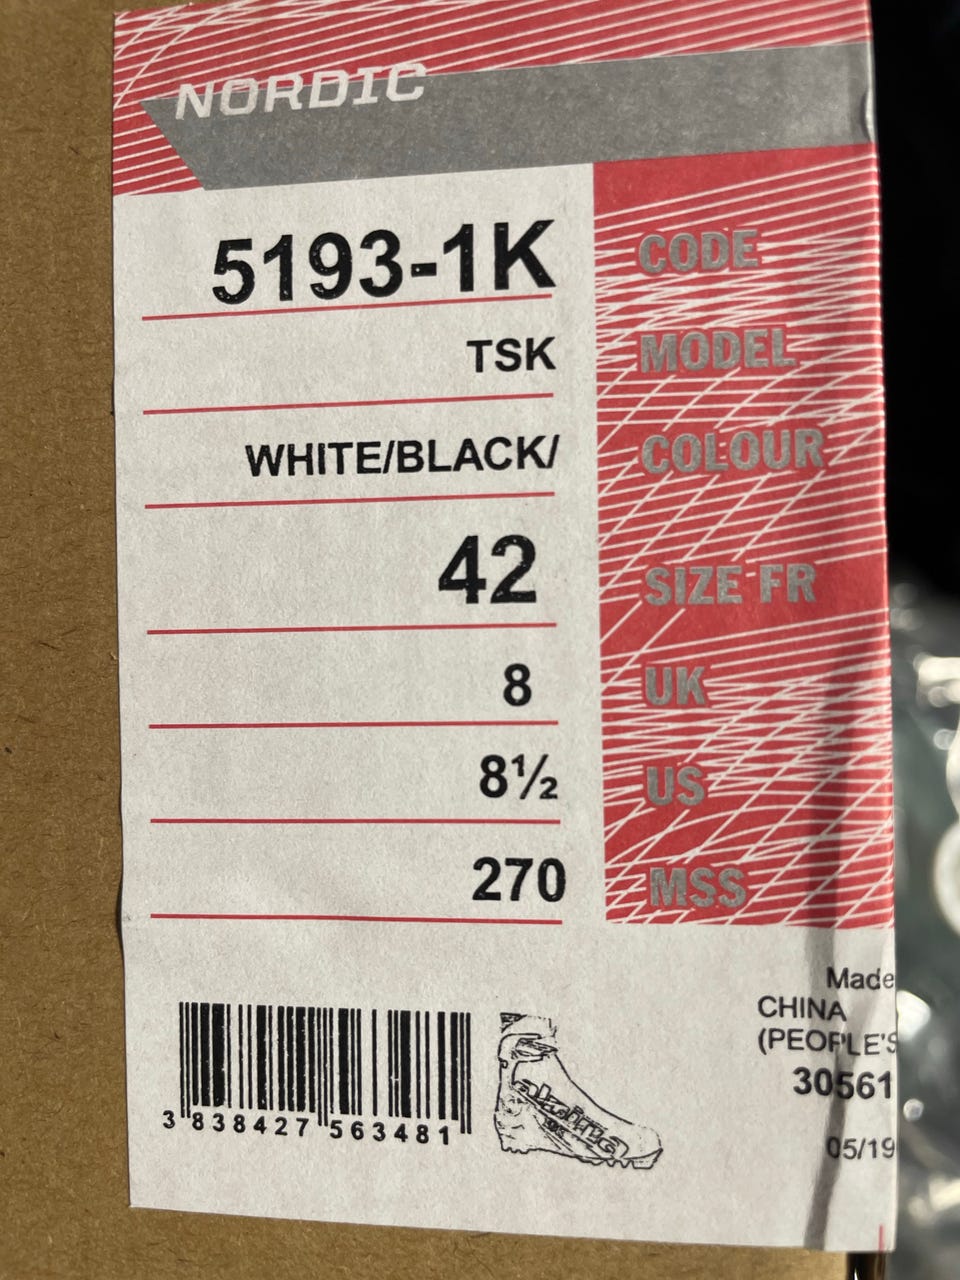 NORDIC
5193-1K CODE
TSK MODEL
WHITE/BLACK/ COLOUR
42 SIZE FR
8 UK
8½ US
270 MSS
Made
CHINA
(PEOPLE'S
30561
05/19
3 838427 563481
alpina